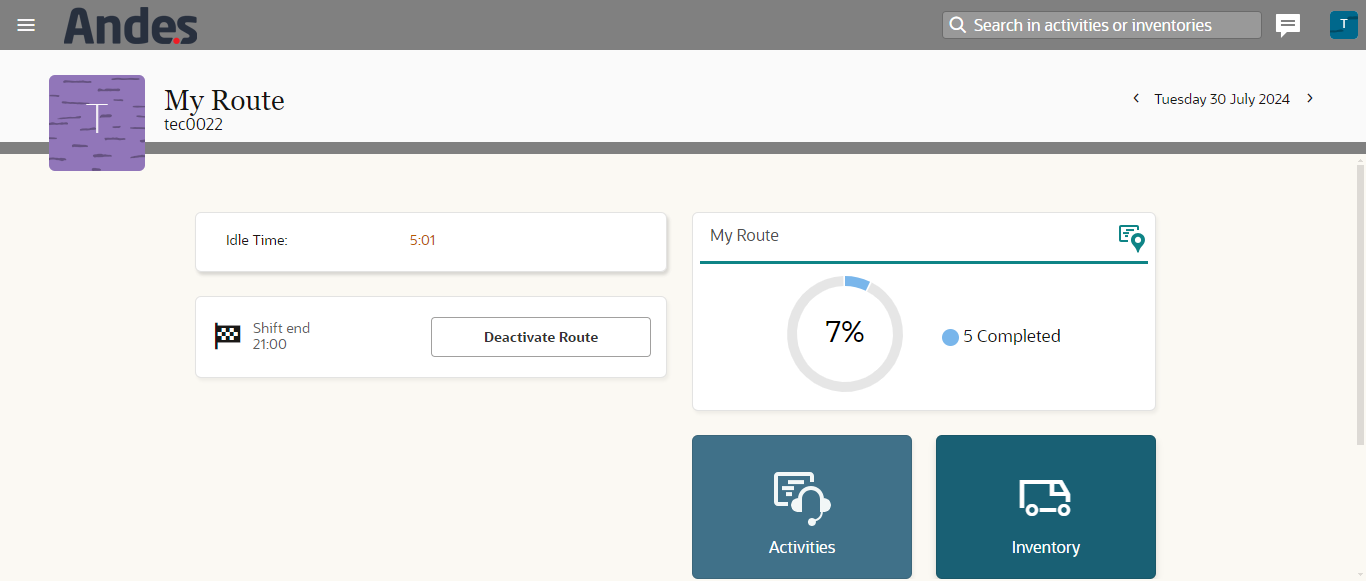 Andes
Search in activities or inventories
T
T
My Route
tec0022
Tuesday 30 July 2024
Idle Time: 5:01
Shift end
21:00
Deactivate Route
My Route
7%
5 Completed
Activities
Inventory